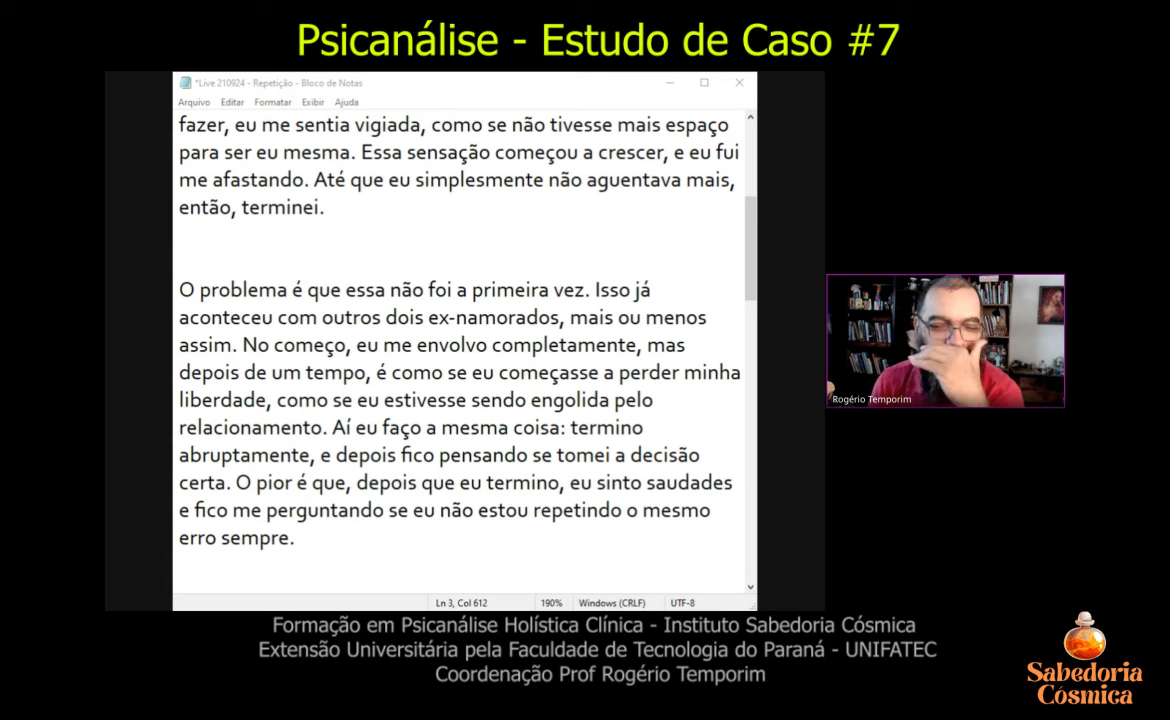 Psicanálise - Estudo de Caso #7
*Live 210924 - Repetição - Bloco de Notas
Arquivo Editar Formatar Exibir Ajuda
fazer, eu me sentia vigiada, como se não tivesse mais espaço
para ser eu mesma. Essa sensação começou a crescer, e eu fui
me afastando. Até que eu simplesmente não aguentava mais,
então, terminei.
O problema é que essa não foi a primeira vez. Isso já
aconteceu com outros dois ex-namorados, mais ou menos
assim. No começo, eu me envolvo completamente, mas
depois de um tempo, é como se eu começasse a perder minha
liberdade, como se eu estivesse sendo engolida pelo
relacionamento. Aí eu faço a mesma coisa: termino
abruptamente, e depois fico pensando se tomei a decisão
certa. O pior é que, depois que eu termino, eu sinto saudades
e fico me perguntando se eu não estou repetindo o mesmo
erro sempre.
Ln 3, Col 612 190% Windows (CRLF) UTF-8
Rogério Temporim
Formação em Psicanálise Holística Clínica - Instituto Sabedoria Cósmica
Extensão Universitária pela Faculdade de Tecnologia do Paraná - UNIFATEC
Coordenação Prof Rogério Temporim
Sabedoria
Cósmica